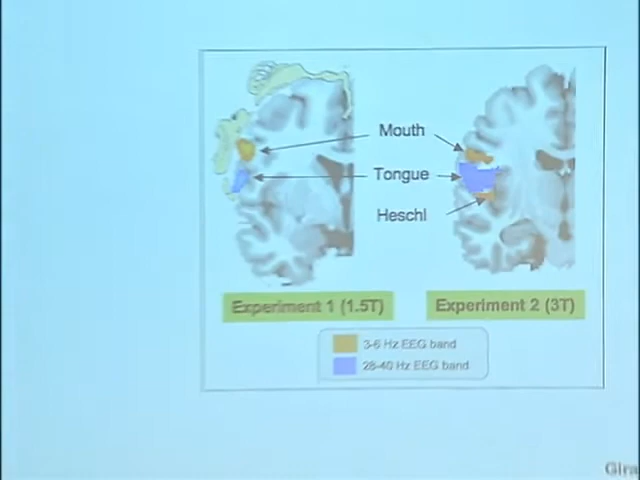 Mouth
Tongue
Heschl
Experiment 1 (1.5T)
Experiment 2 (3T)
3-6 Hz EEG band
28-40 Hz EEG band
Gira